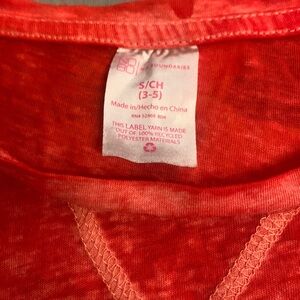 S/CH
(3-5)
Made in/Hecho en China
THIS LABEL YARN IS MADE
OUT OF 100% RECYCLED
POLYESTER MATERIALS